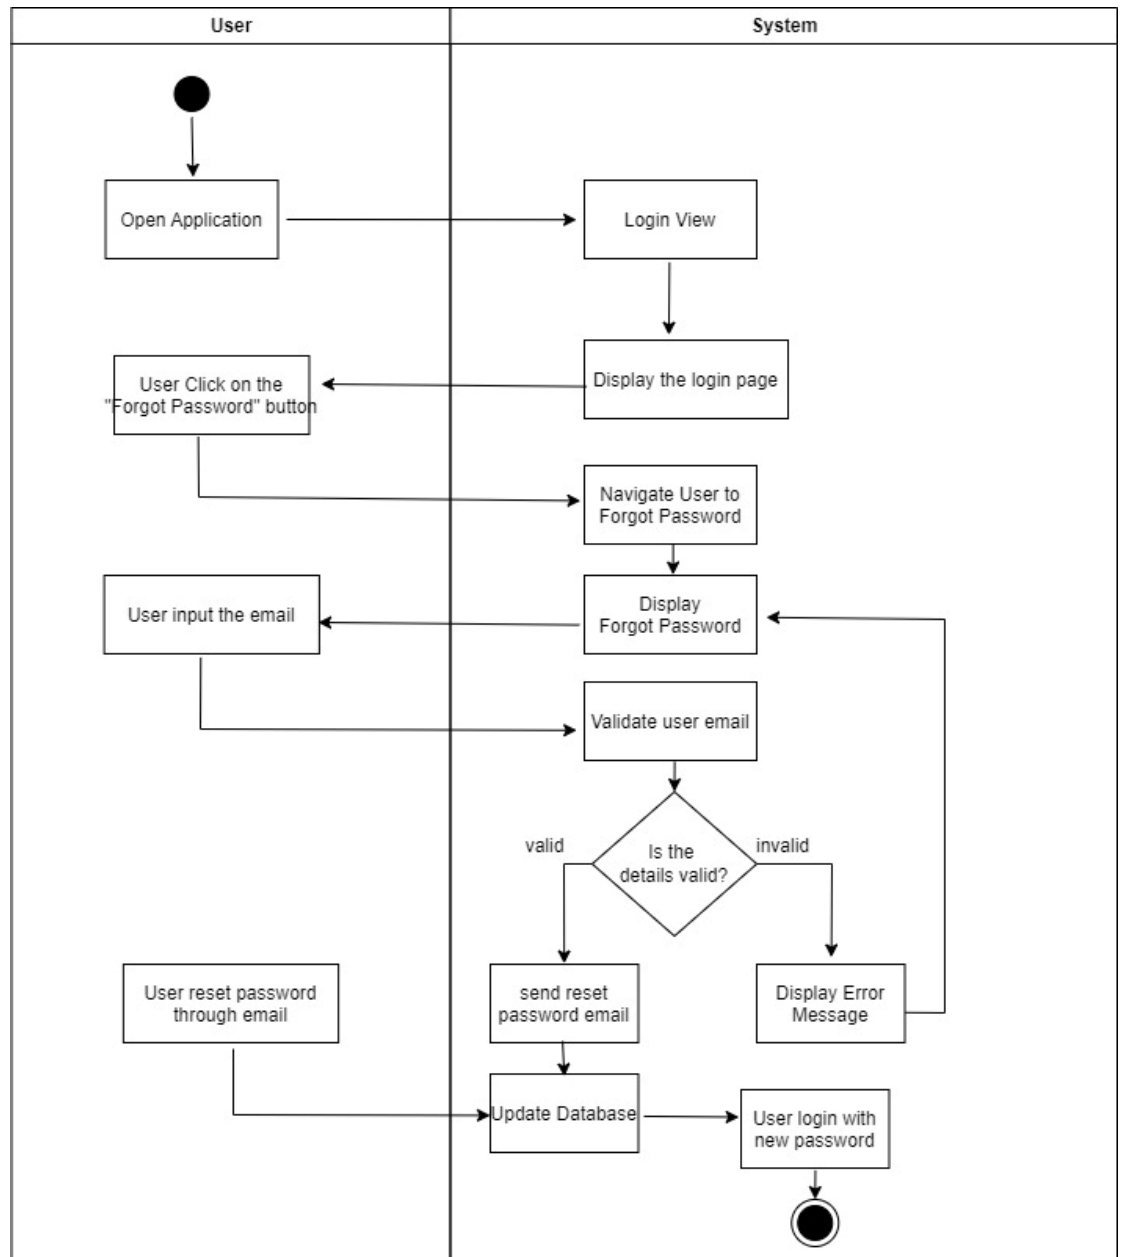 User
System
Open Application
Login View
Display the login page
User Click on the
"Forgot Password" button
Navigate User to
Forgot Password
Display
Forgot Password
User input the email
Validate user email
valid
Is the
details valid?
invalid
User reset password
through email
send reset
password email
Display Error
Message
Update Database
User login with
new password